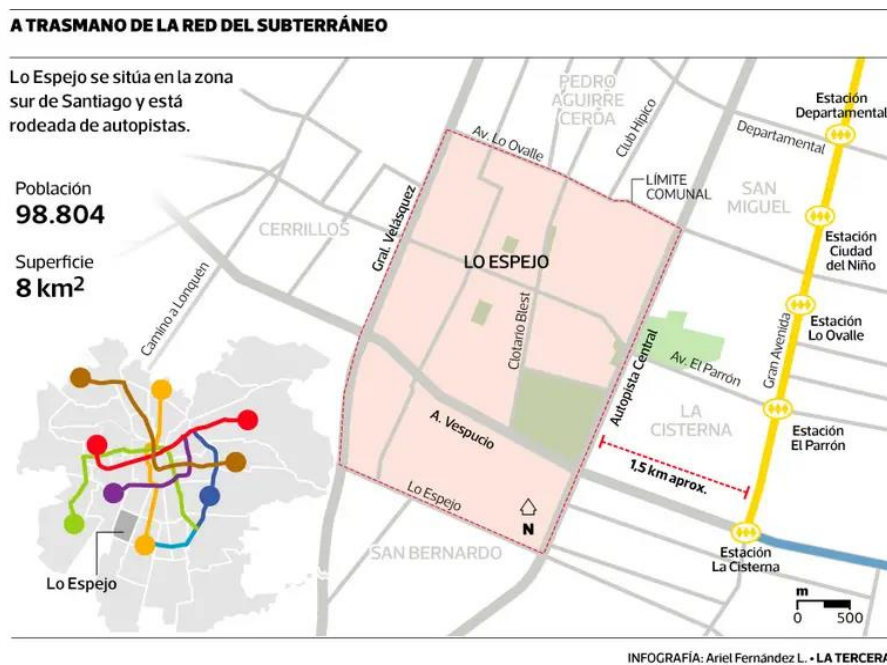 A TRASMANO DE LA RED DEL SUBTERRÁNEO
Lo Espejo se sitúa en la zona
sur de Santiago y está
rodeada de autopistas.
Población
98.804
Superficie
8 km²
Camino a Lonquén
Lo Espejo
CERRILLOS
Gral. Velásquez
Av. Lo Ovalle
PEDRO
AGUIRRE
CERDA
Club Hípico
LÍMITE
COMUNAL
LO ESPEJO
Clotario Blest
A. Vespucio
Lo Espejo
N
SAN BERNARDO
Autopista Central
Av. El Parrón
LA
CISTERNA
1,5 km aprox.
SAN
MIGUEL
Departamental
Gran Avenida
Estación
Departamental
Estación
Ciudad
del Niño
Estación
Lo Ovalle
Estación
El Parrón
Estación
La Cisterna
m
0 500
INFOGRAFÍA: Ariel Fernández L. • LA TERCERA